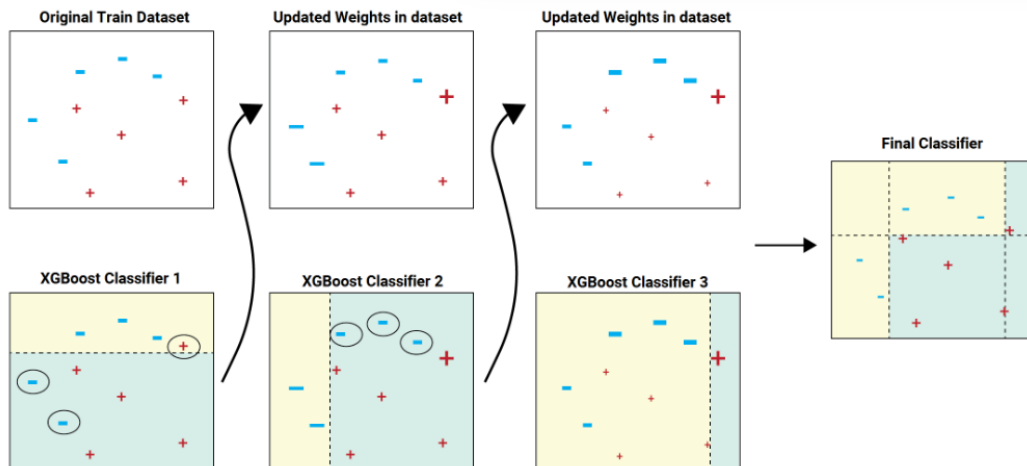 Original Train Dataset
Updated Weights in dataset
Updated Weights in dataset
Final Classifier
XGBoost Classifier 1
XGBoost Classifier 2
XGBoost Classifier 3